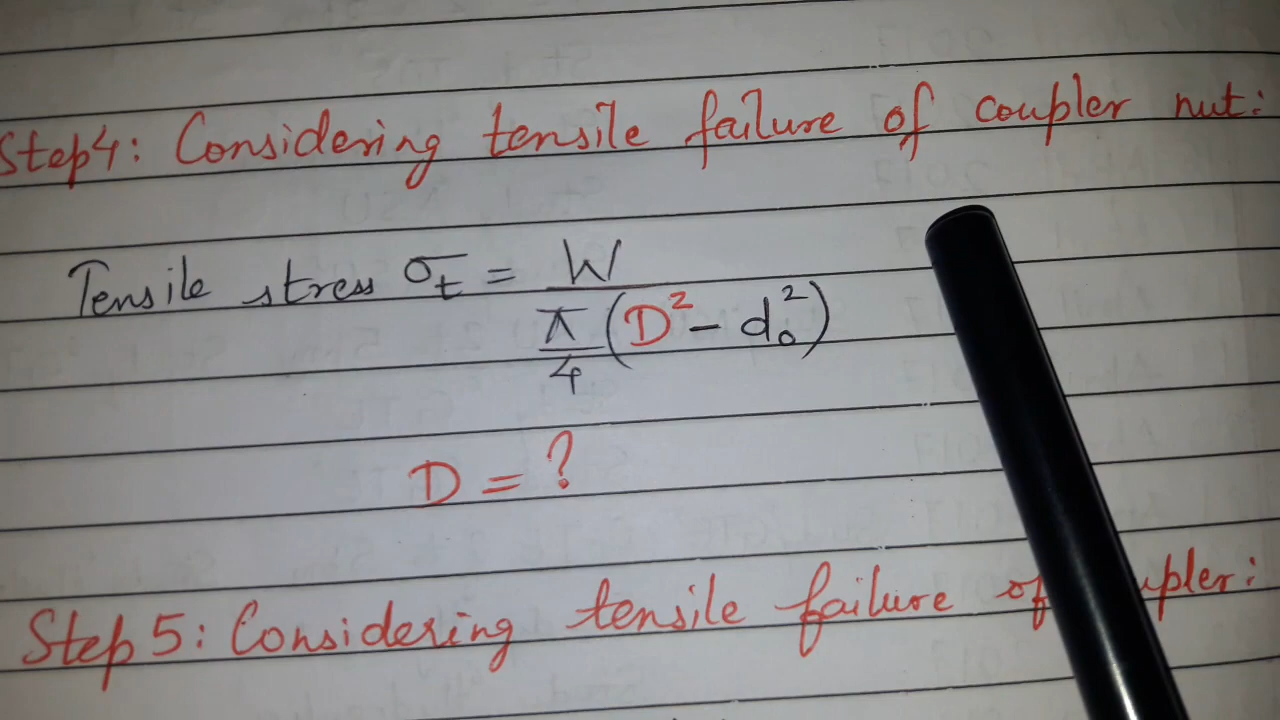 Step4: Considering tensile failure of coupler nut:
Tensile stress σt = W
π/4 (D² - d₀²)
D = ?
Step 5: Considering tensile failure of